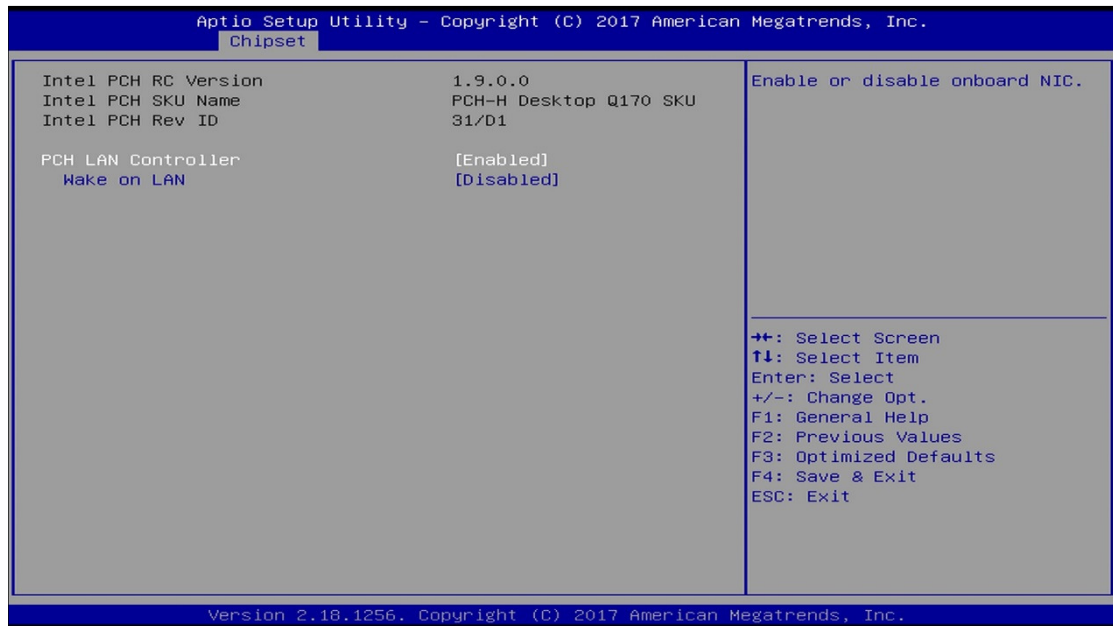 Aptio Setup Utility – Copyright (C) 2017 American Megatrends, Inc.
Chipset
Intel PCH RC Version 1.9.0.0
Intel PCH SKU Name PCH-H Desktop Q170 SKU
Intel PCH Rev ID 31/D1
PCH LAN Controller [Enabled]
Wake on LAN [Disabled]
Enable or disable onboard NIC.
→←: Select Screen
↑↓: Select Item
Enter: Select
+/-: Change Opt.
F1: General Help
F2: Previous Values
F3: Optimized Defaults
F4: Save & Exit
ESC: Exit
Version 2.18.1256. Copyright (C) 2017 American Megatrends, Inc.